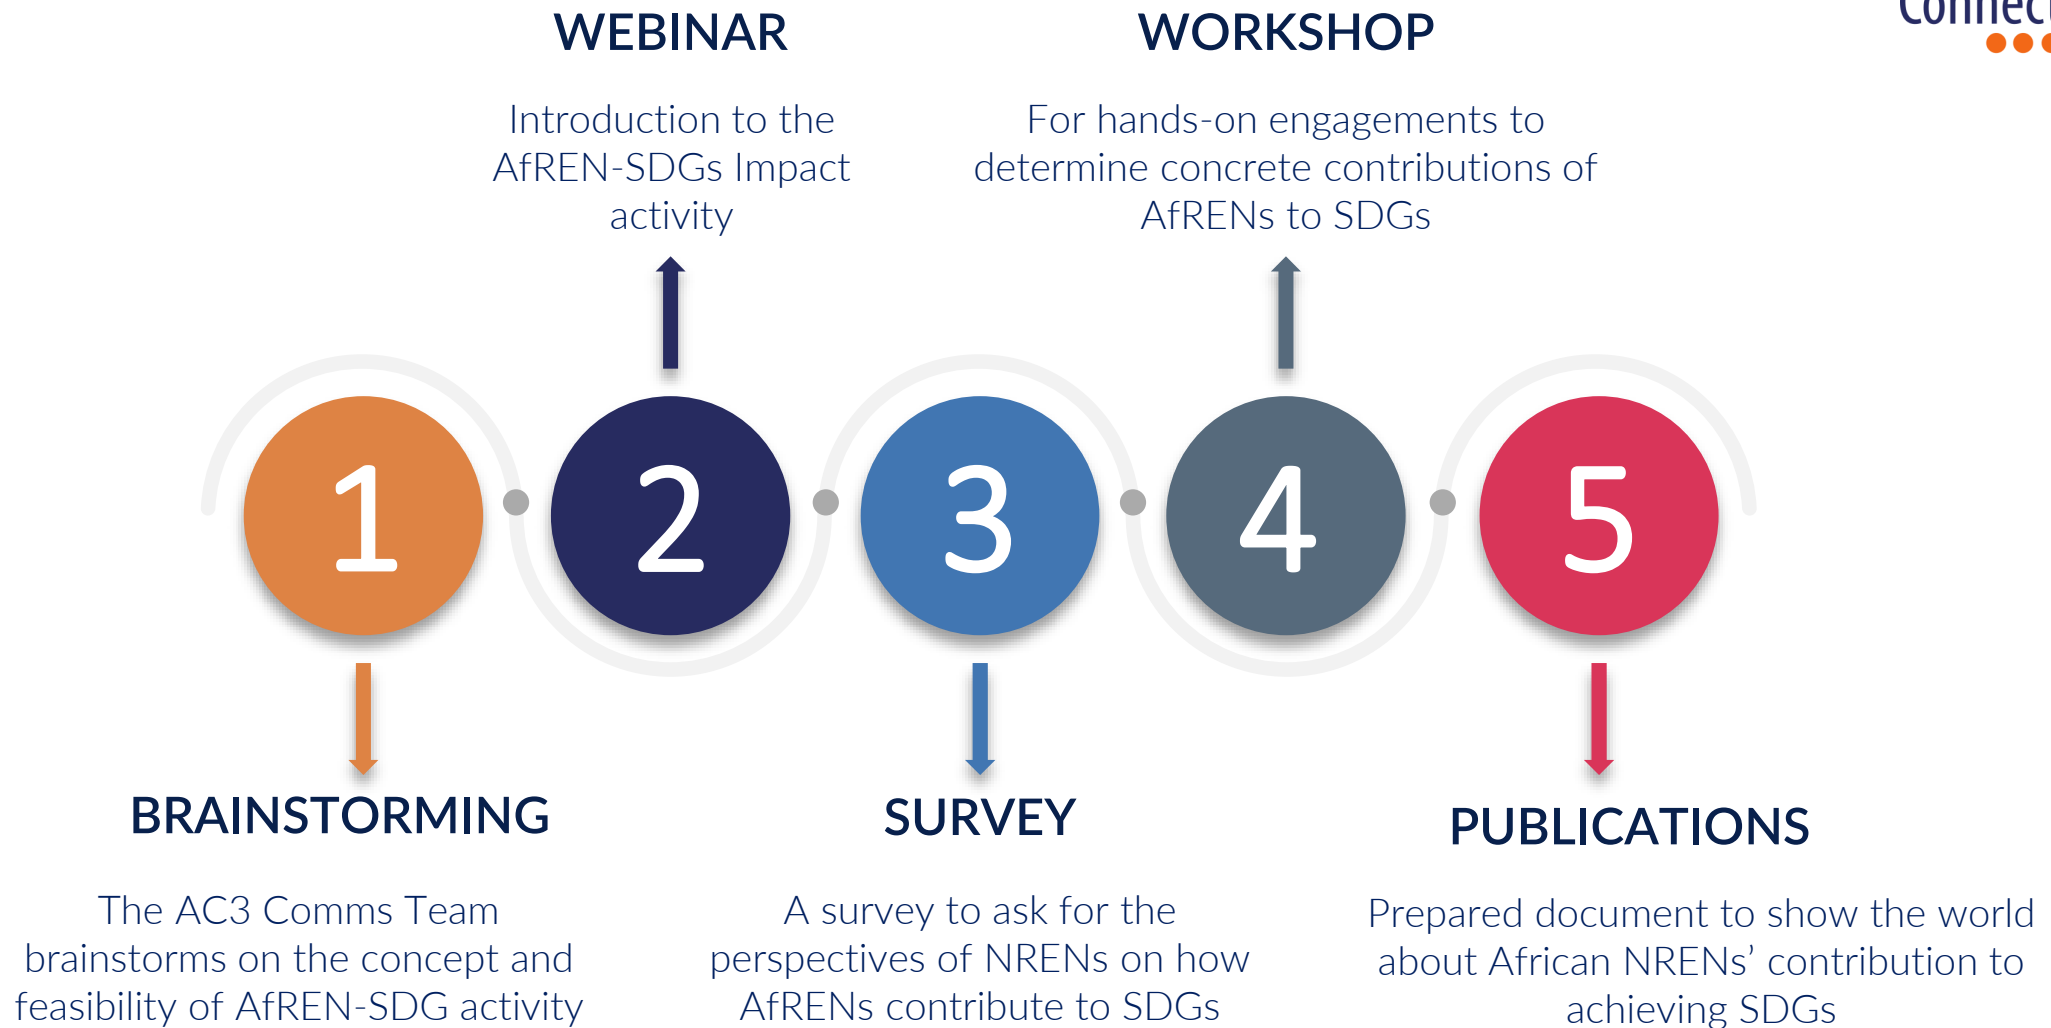 WEBINAR
Introduction to the
AfREN-SDGs Impact
activity
WORKSHOP
For hands-on engagements to
determine concrete contributions of
AfRENs to SDGs
1
2
3
4
5
BRAINSTORMING
The AC3 Comms Team
brainstorms on the concept and
feasibility of AfREN-SDG activity
SURVEY
A survey to ask for the
perspectives of NRENs on how
AfRENs contribute to SDGs
PUBLICATIONS
Prepared document to show the world
about African NRENs’ contribution to
achieving SDGs